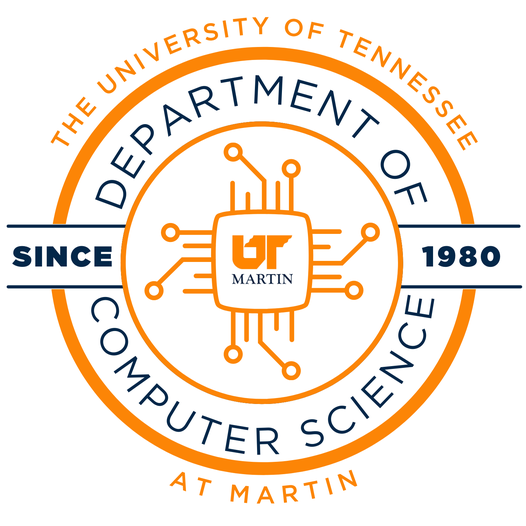 THE UNIVERSITY OF TENNESSEE
DEPARTMENT OF
SINCE
1980
UT
MARTIN
COMPUTER SCIENCE
AT MARTIN